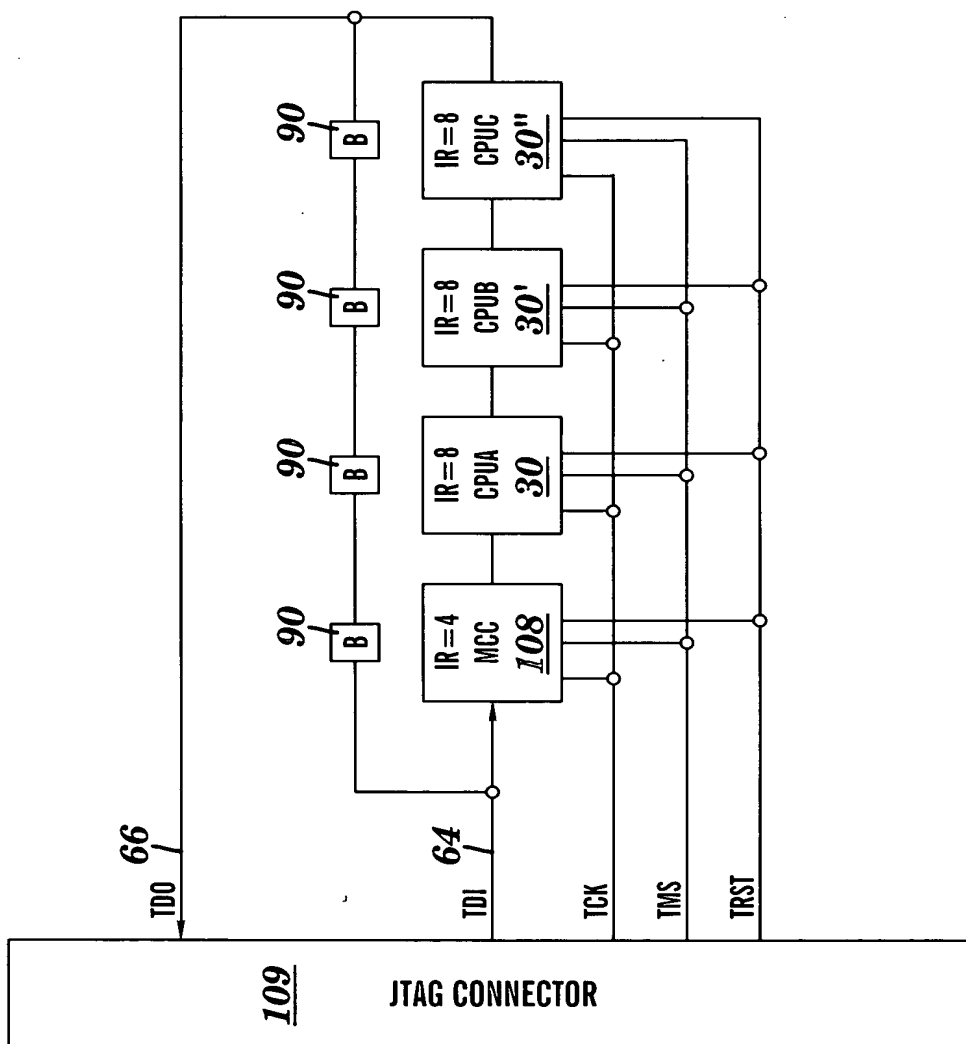 90
90
90
90
B
B
B
B
66
TDO
IR=4
MCC
108
IR=8
CPUA
30
IR=8
CPUB
30'
IR=8
CPUC
30"
64
TDI
TCK
TMS
TRST
109
JTAG CONNECTOR